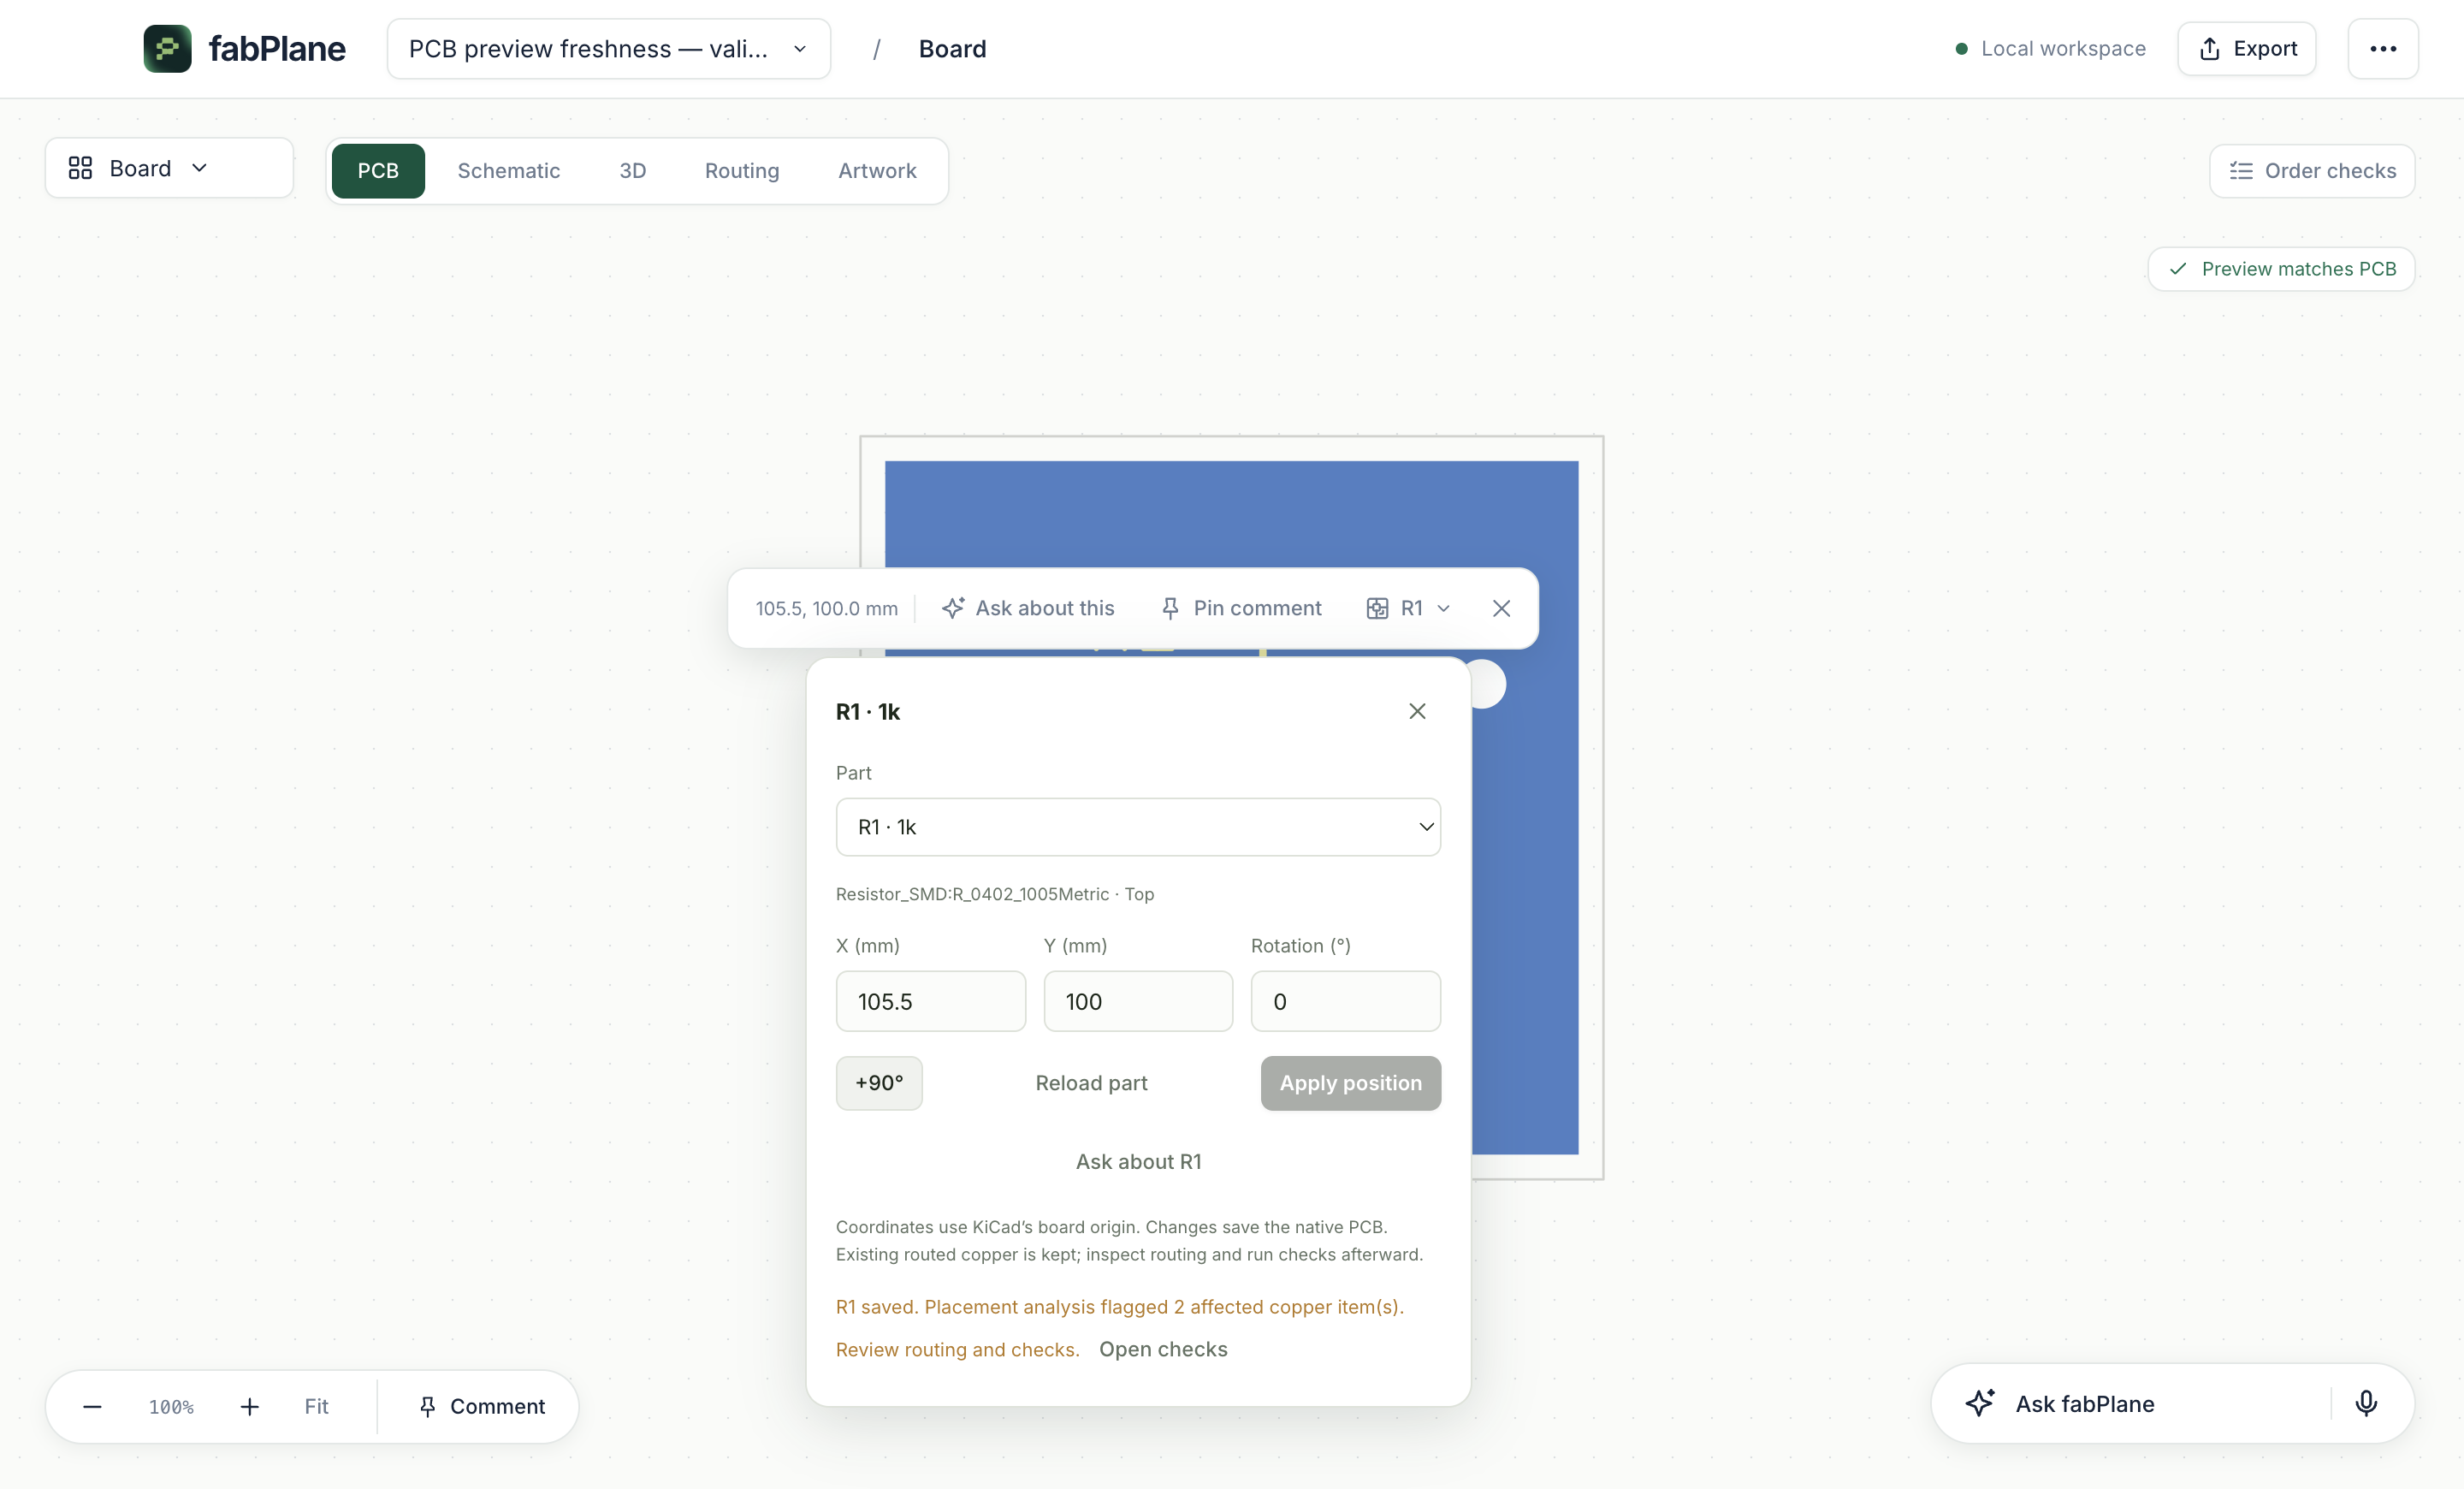 fabPlane
PCB preview freshness — vali...
/
Board
Local workspace
Export
Board
PCB
Schematic
3D
Routing
Artwork
Order checks
Preview matches PCB
105.5, 100.0 mm
Ask about this
Pin comment
R1
R1 · 1k
Part
R1 · 1k
Resistor_SMD:R_0402_1005Metric · Top
X (mm)
Y (mm)
Rotation (°)
105.5
100
0
+90°
Reload part
Apply position
Ask about R1
Coordinates use KiCad’s board origin. Changes save the native PCB.
Existing routed copper is kept; inspect routing and run checks afterward.
R1 saved. Placement analysis flagged 2 affected copper item(s).
Review routing and checks. Open checks
100%
Fit
Comment
Ask fabPlane